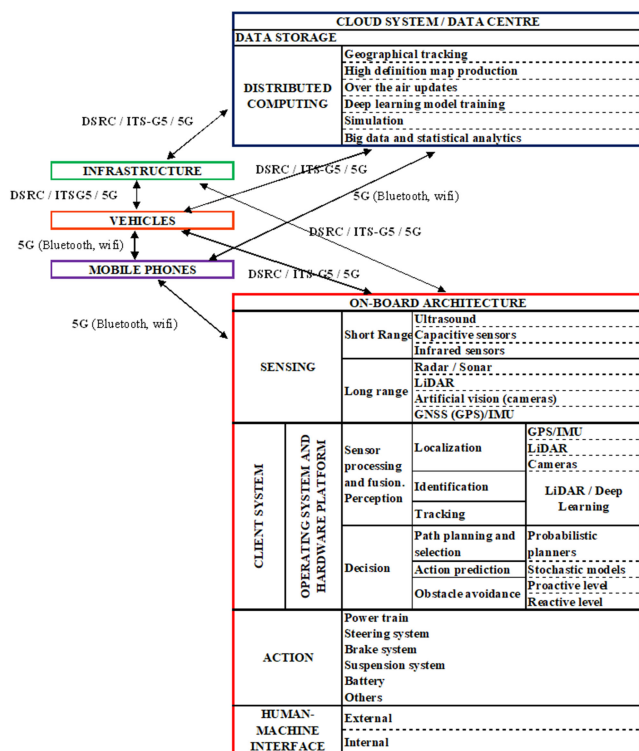 CLOUD SYSTEM / DATA CENTRE
DATA STORAGE
DISTRIBUTED
COMPUTING
Geographical tracking
High definition map production
Over the air updates
Deep learning model training
Simulation
Big data and statistical analytics
DSRC / ITS-G5 / 5G
INFRASTRUCTURE
DSRC / ITS-G5 / 5G
DSRC / ITSG5 / 5G
5G (Bluetooth, wifi)
VEHICLES
DSRC / ITS-G5 / 5G
5G (Bluetooth, wifi)
MOBILE PHONES
DSRC / ITS-G5 / 5G
5G (Bluetooth, wifi)
ON-BOARD ARCHITECTURE
SENSING
Short Range
Ultrasound
Capacitive sensors
Infrared sensors
Long range
Radar / Sonar
LiDAR
Artificial vision (cameras)
GNSS (GPS)/IMU
CLIENT SYSTEM
OPERATING SYSTEM AND
HARDWARE PLATFORM
Sensor
processing
and fusion.
Perception
Localization
GPS/IMU
LiDAR
Cameras
Identification
Tracking
LiDAR / Deep
Learning
Decision
Path planning and
selection
Probabilistic
planners
Action prediction
Stochastic models
Obstacle avoidance
Proactive level
Reactive level
ACTION
Power train
Steering system
Brake system
Suspension system
Battery
Others
HUMAN-
MACHINE
INTERFACE
External
Internal